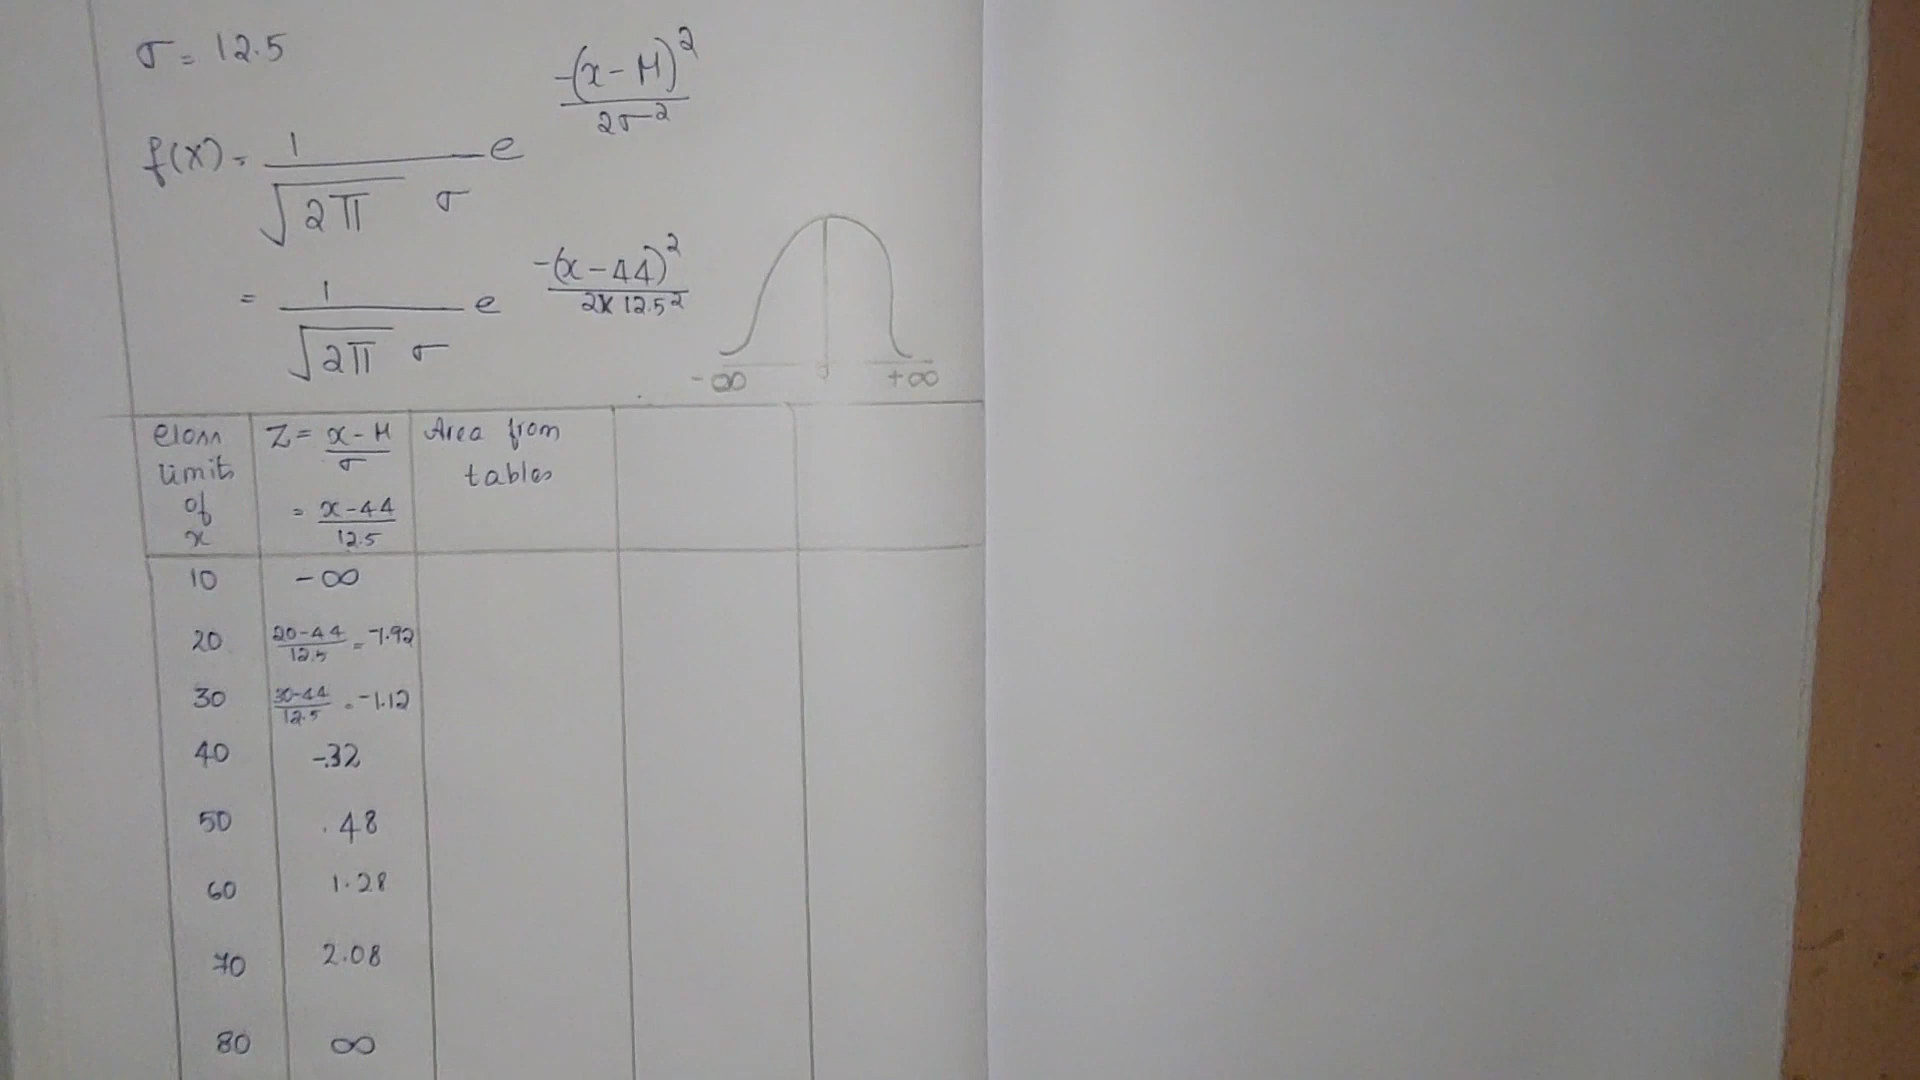 σ = 12.5
f(x) = 1/(√2π σ) e^(-(x-M)²/2σ²)
= 1/(√2π σ) e^(-(x-44)²/2x12.5²)
-∞ +∞
class limits of x
Z = x-M/σ = x-44/12.5
Area from tables
10 -∞
20 20-44/12.5 = -1.92
30 30-44/12.5 = -1.12
40 -.32
50 .48
60 1.28
70 2.08
80 ∞